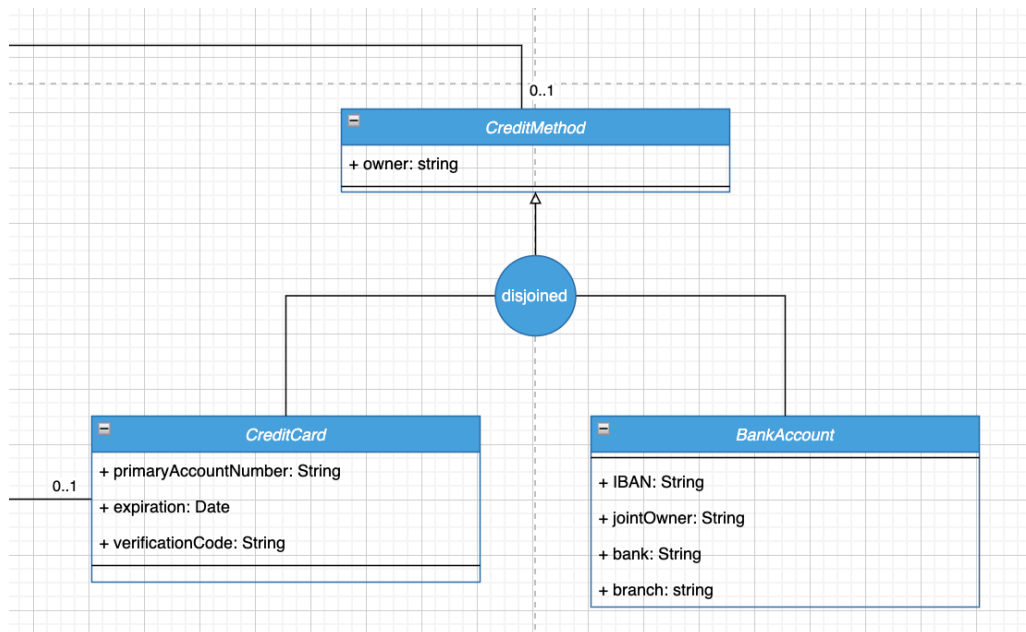 0..1
CreditMethod
+ owner: string
disjoined
CreditCard
+ primaryAccountNumber: String
+ expiration: Date
+ verificationCode: String
0..1
BankAccount
+ IBAN: String
+ jointOwner: String
+ bank: String
+ branch: string